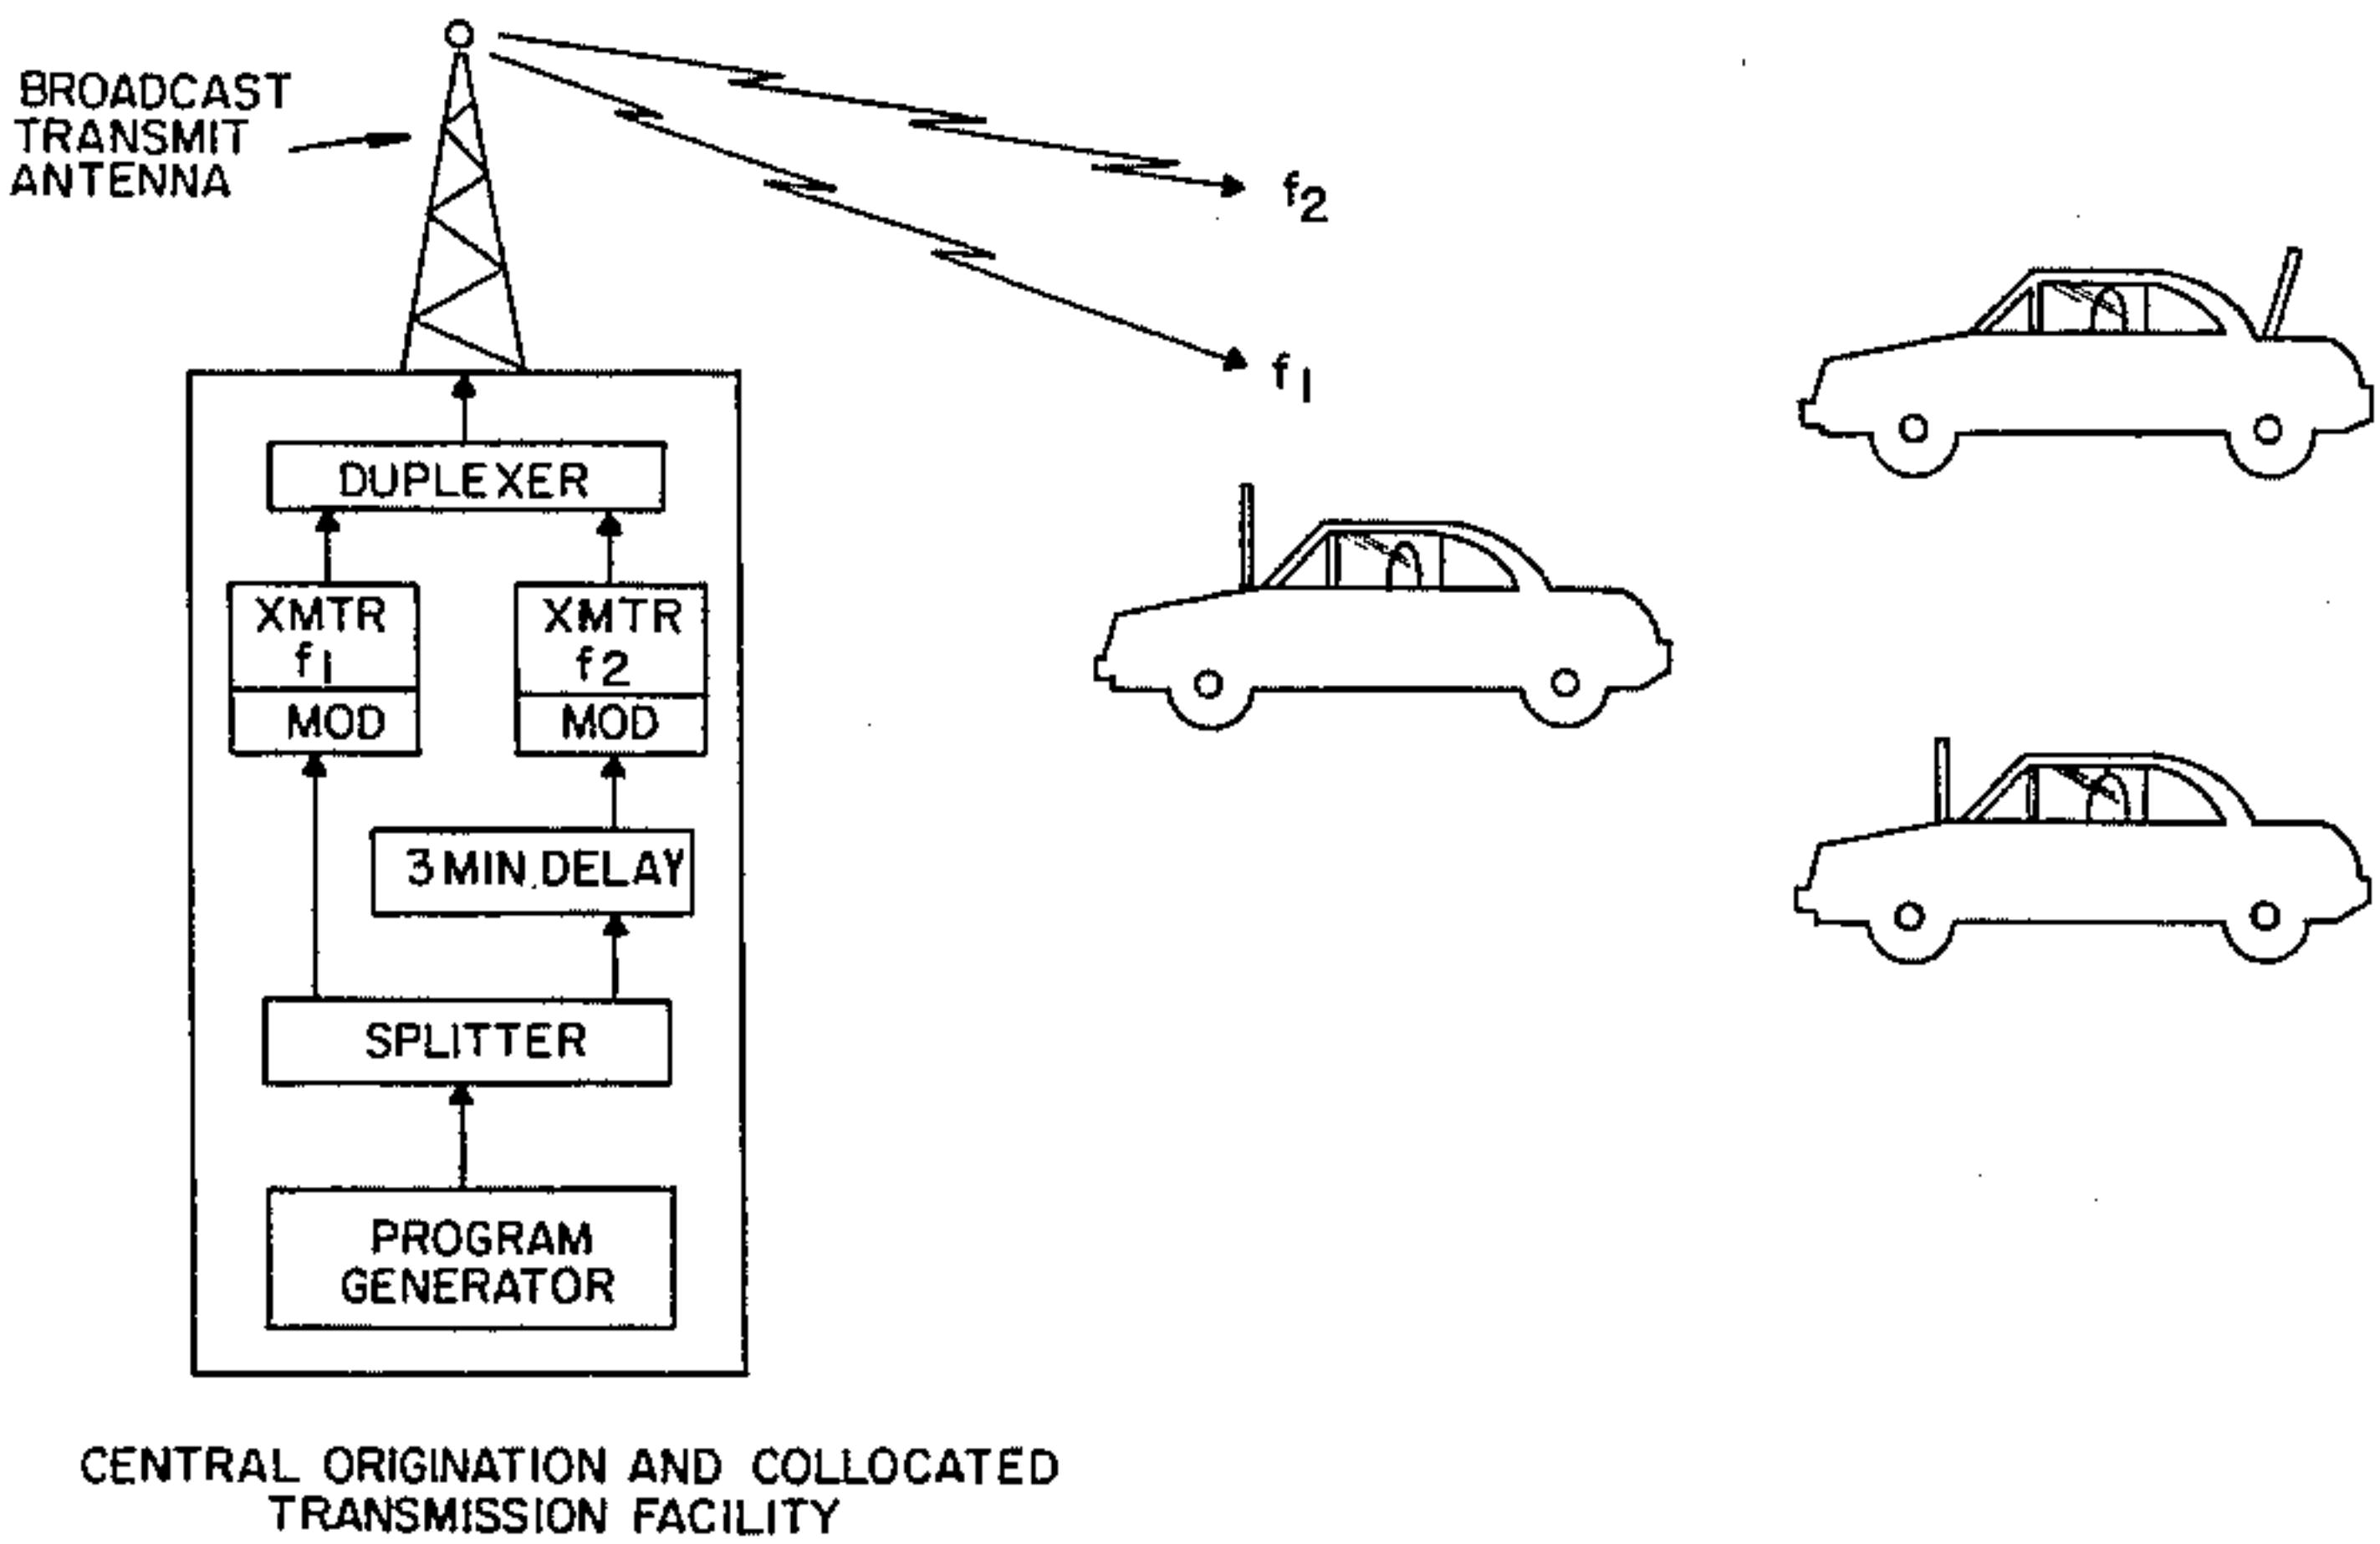 BROADCAST
TRANSMIT
ANTENNA
f2
f1
DUPLEXER
XMTR
f1
MOD
XMTR
f2
MOD
3 MIN. DELAY
SPLITTER
PROGRAM
GENERATOR
CENTRAL ORIGINATION AND COLLOCATED
TRANSMISSION FACILITY